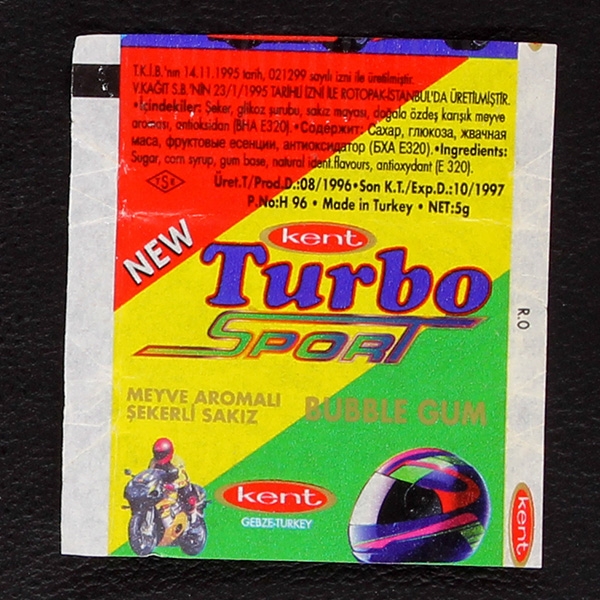 T.K.İ.B.'nın 14.11.1995 tarih, 021299 sayılı izni ile üretilmiştir.
V.KAĞIT S.B.'NİN 23/1/1995 TARİHLİ İZNİ İLE ROTOPAK-İSTANBUL'DA ÜRETİLMİŞTİR.
•İçindekiler: Şeker, glikoz şurubu, sakız mayası, doğala özdeş karışık meyve
aroması, antioksidan (BHA E320).•Содержит: Сахар, глюкоза, жвачная
маса, фруктовые есенции, антиоксидатор (БХА Е320).•Ingredients:
Sugar, corn syrup, gum base, natural ident.flavours, antioxydant (E 320).
TSE
Üret.T/Prod.D.:08/1996•Son K.T./Exp.D.:10/1997
P.No:H 96 • Made in Turkey • NET:5g
NEW
kent
Turbo
SPORT
R.O
MEYVE AROMALI
ŞEKERLİ SAKIZ
BUBBLE GUM
kent
GEBZE-TURKEY
kent